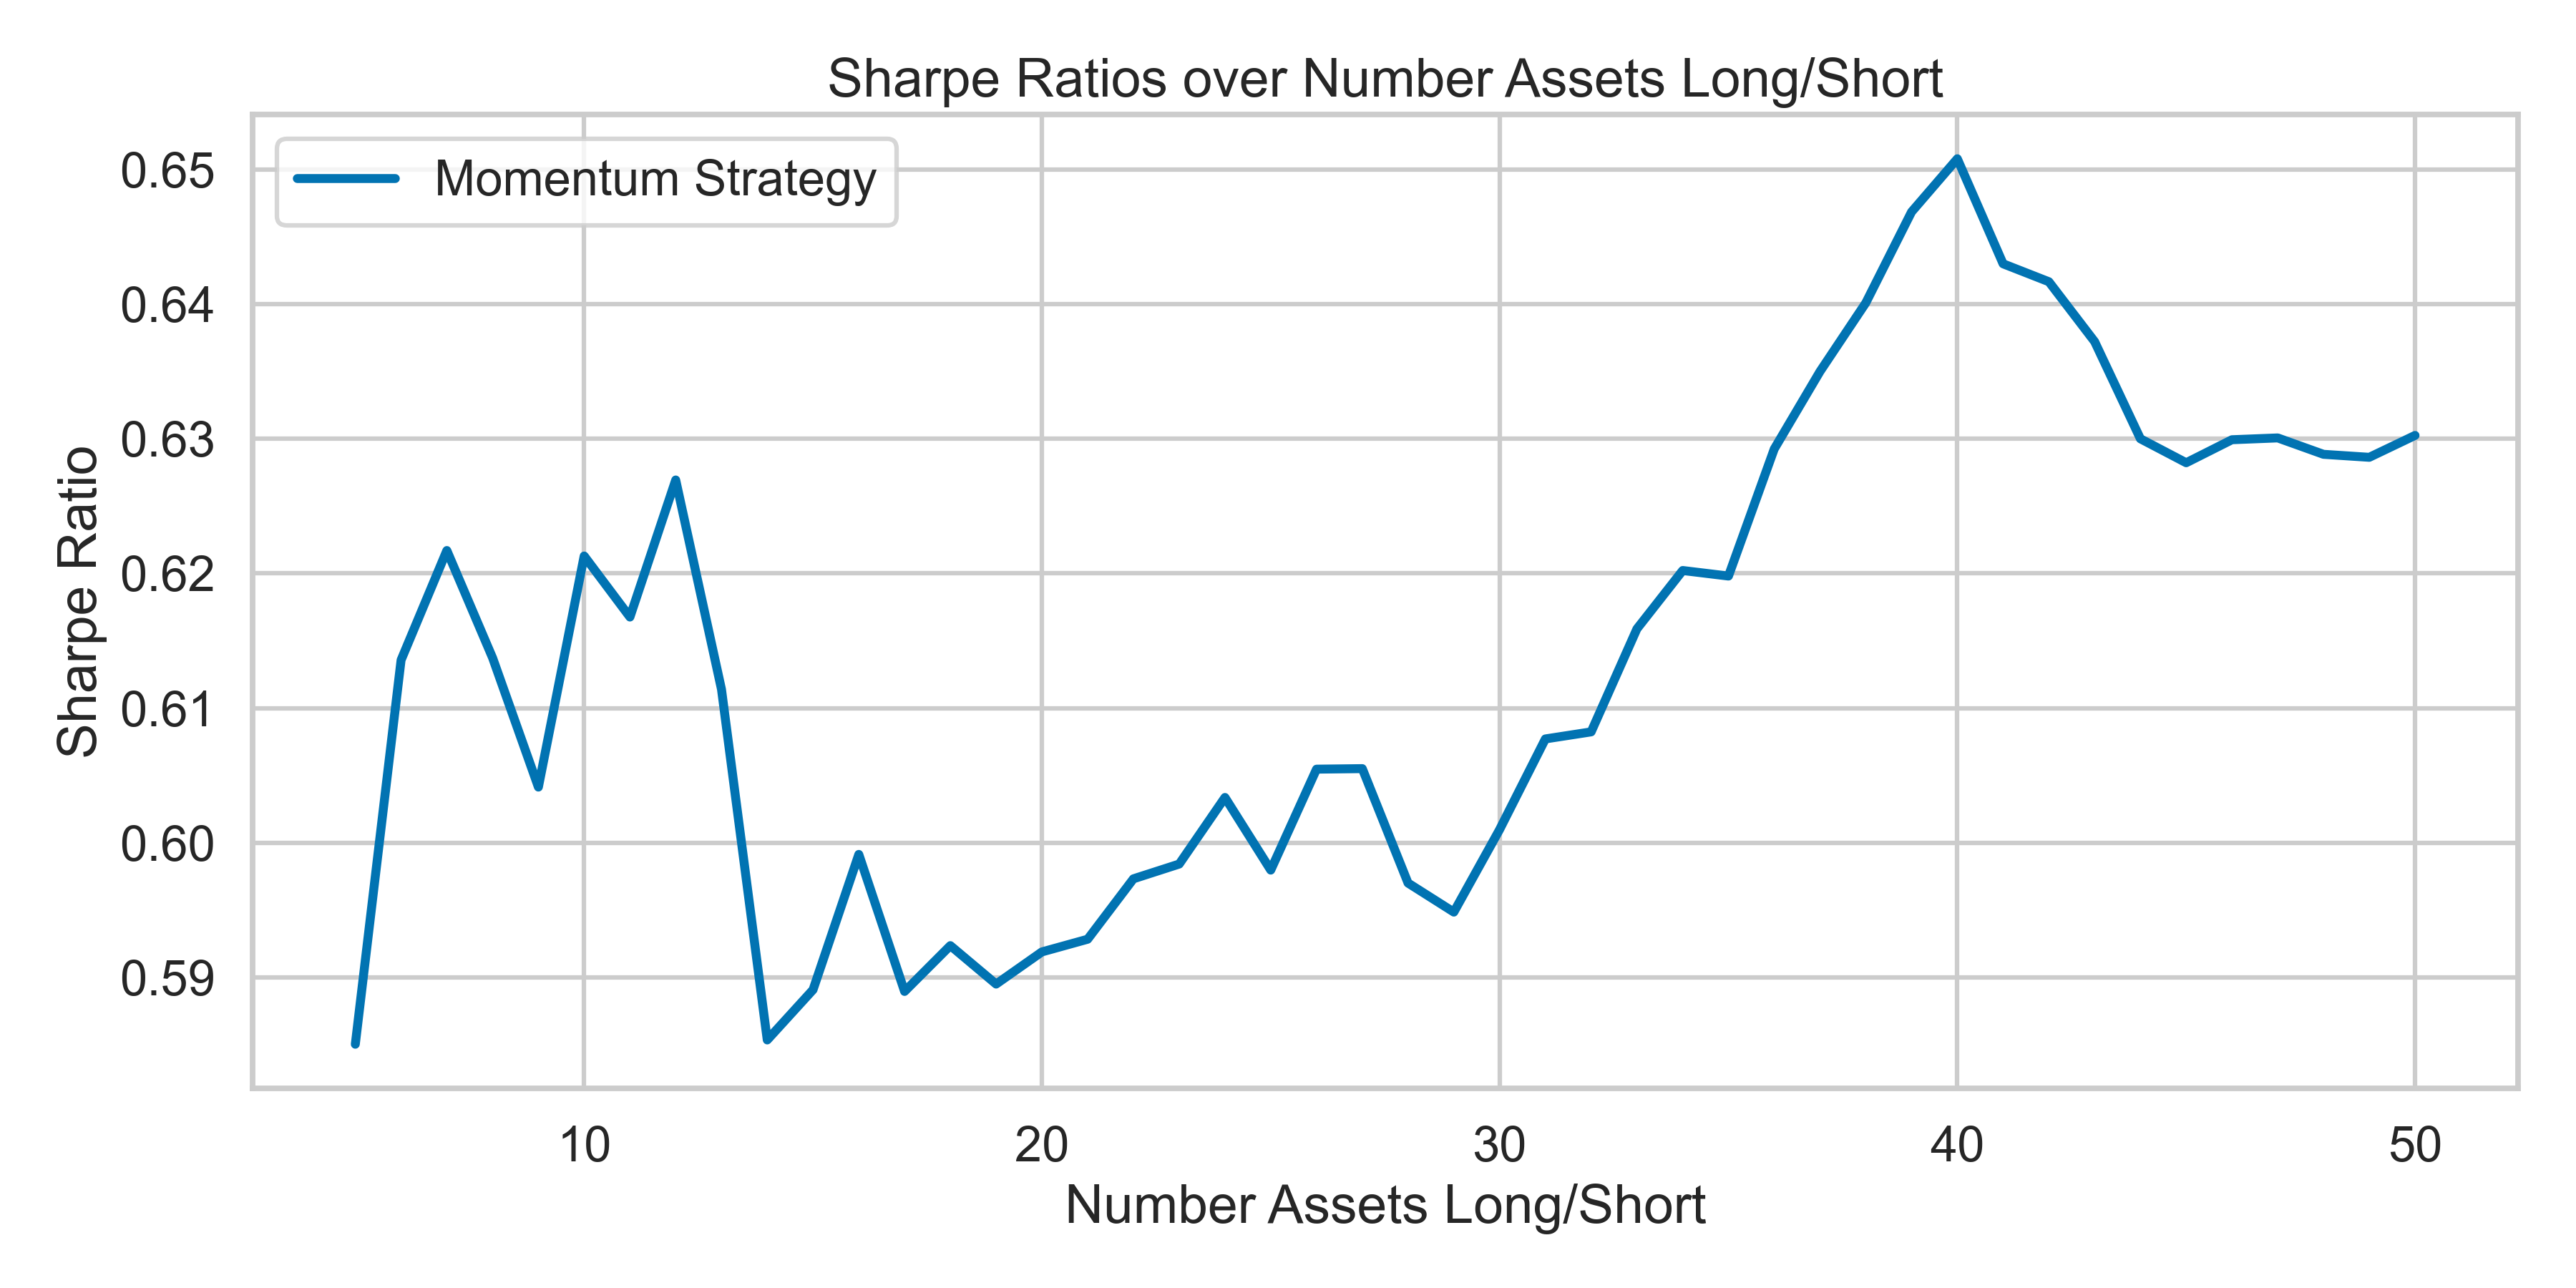 Sharpe Ratios over Number Assets Long/Short
Momentum Strategy
0.65
0.64
0.63
0.62
0.61
0.60
0.59
Sharpe Ratio
10 20 30 40 50
Number Assets Long/Short